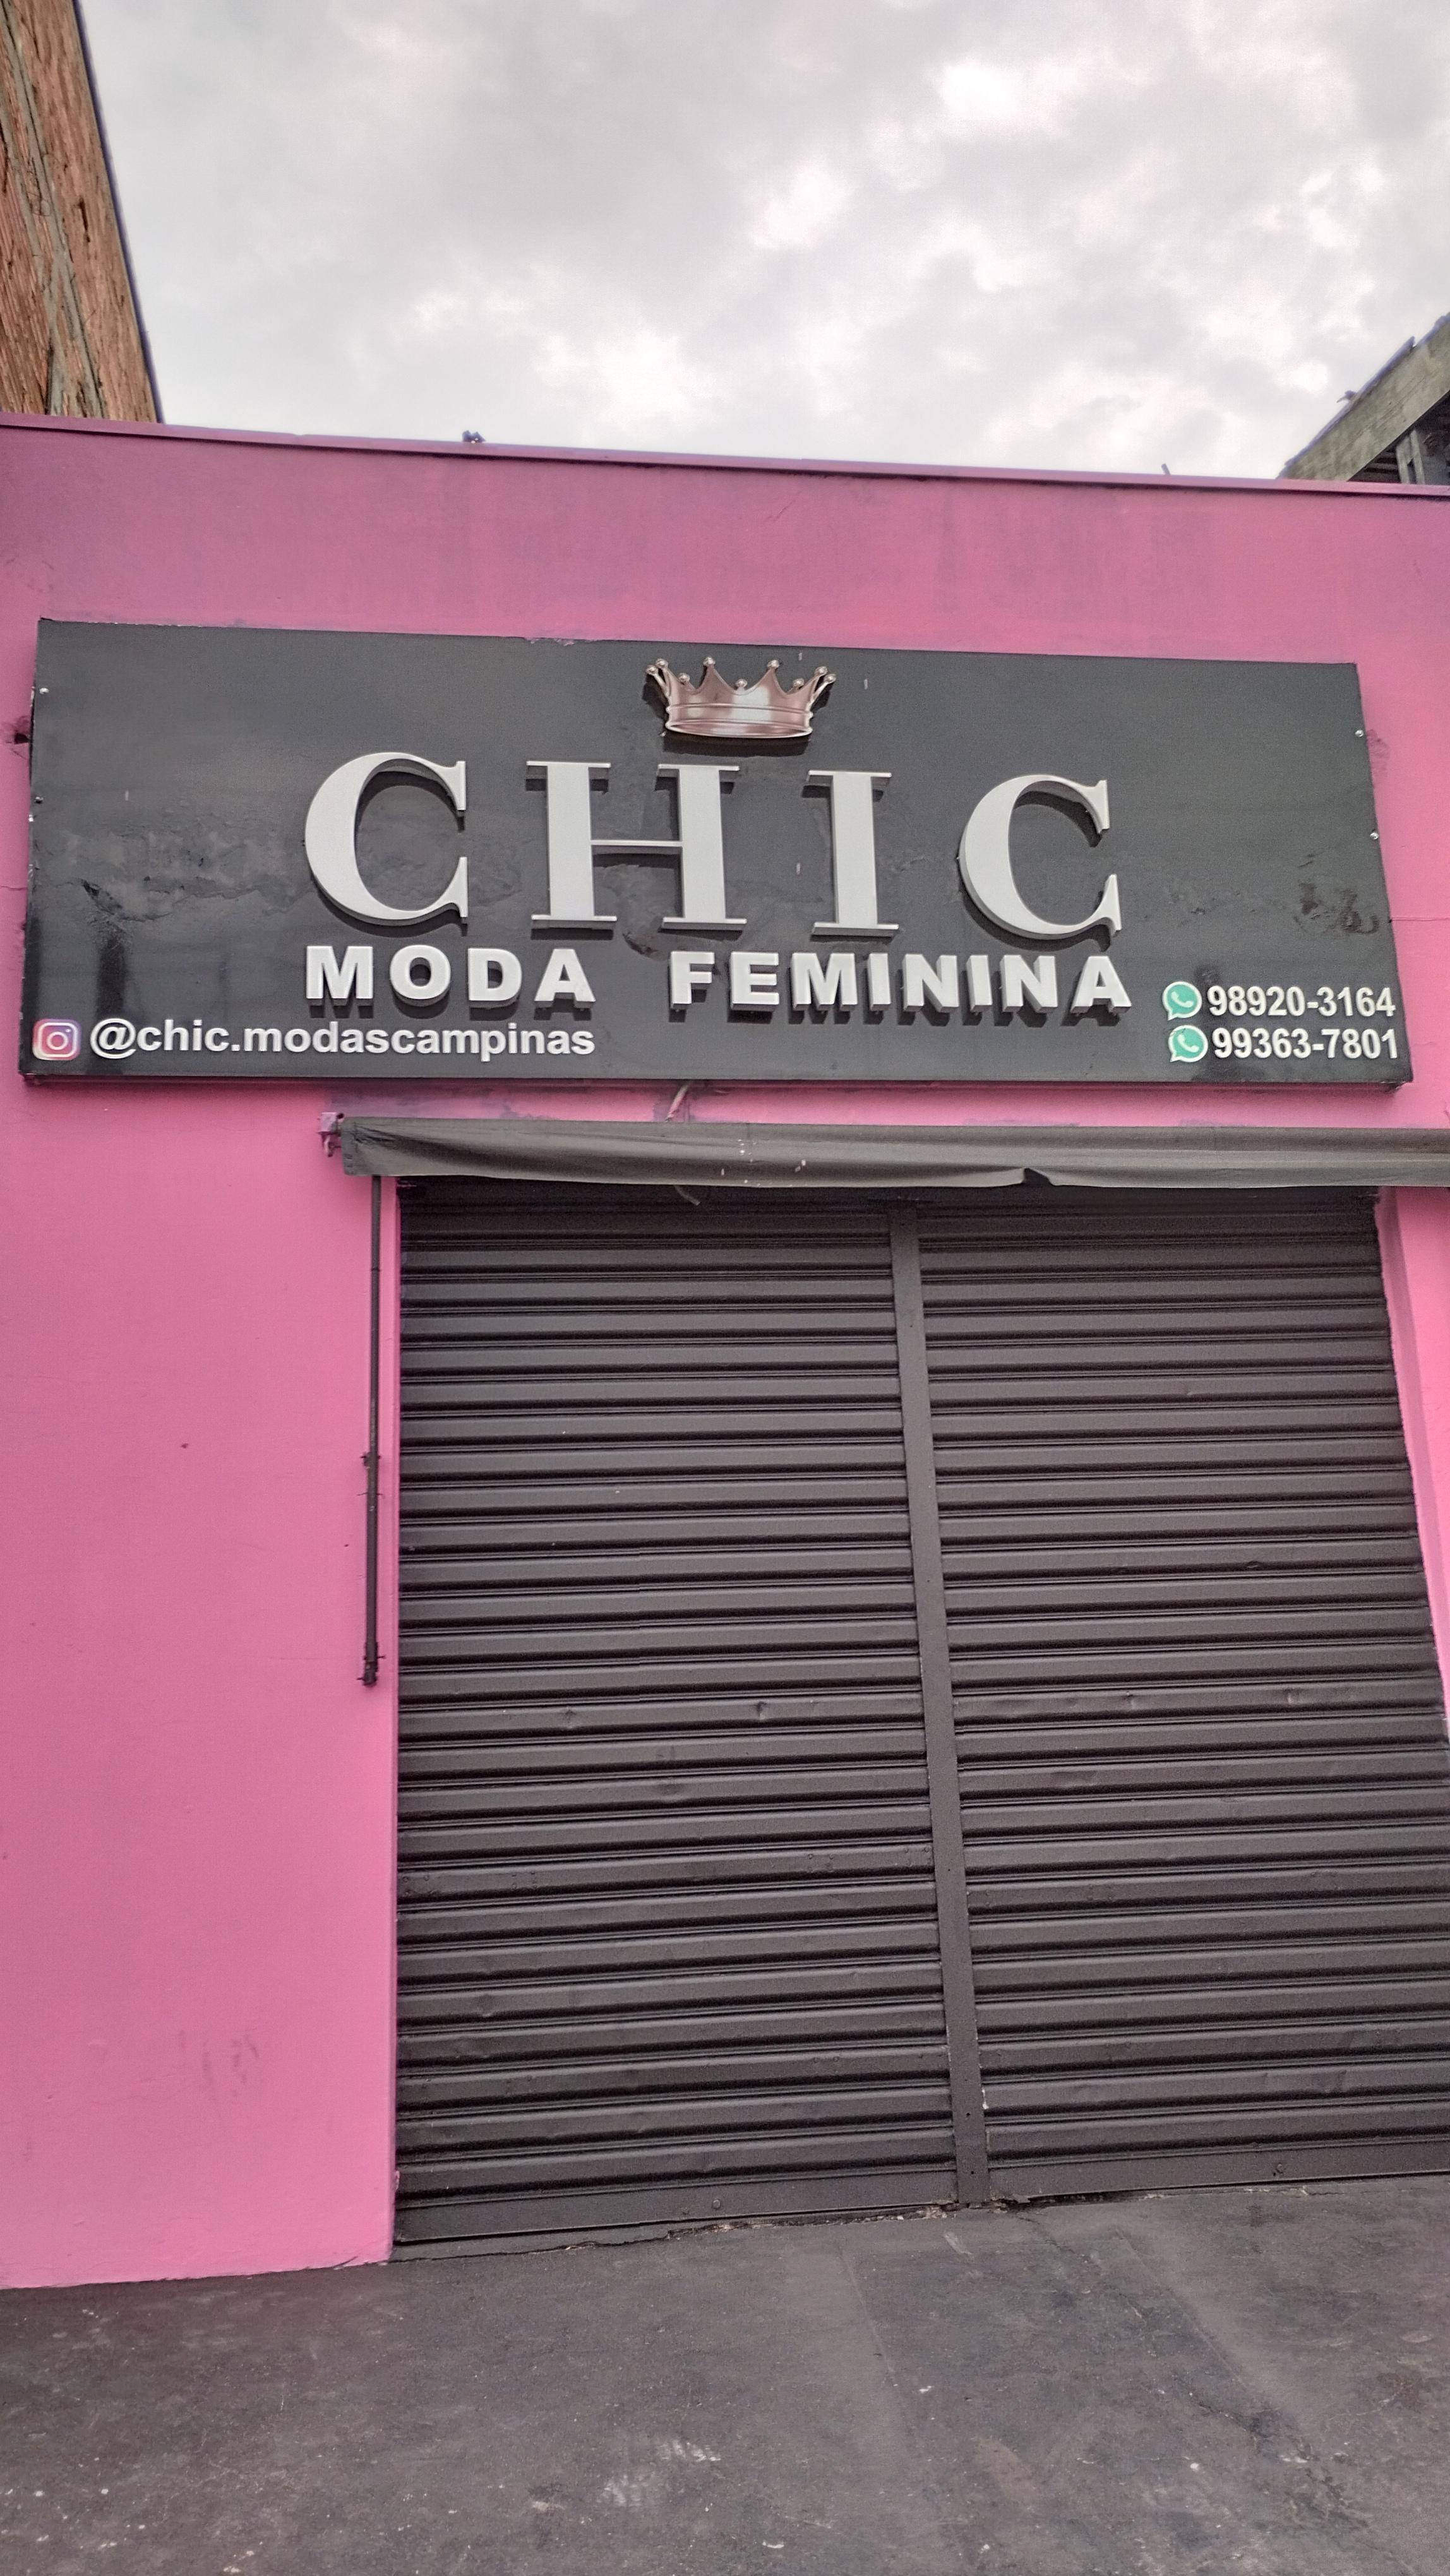 CHIC
MODA FEMININA
@chic.modascampinas
98920-3164
99363-7801